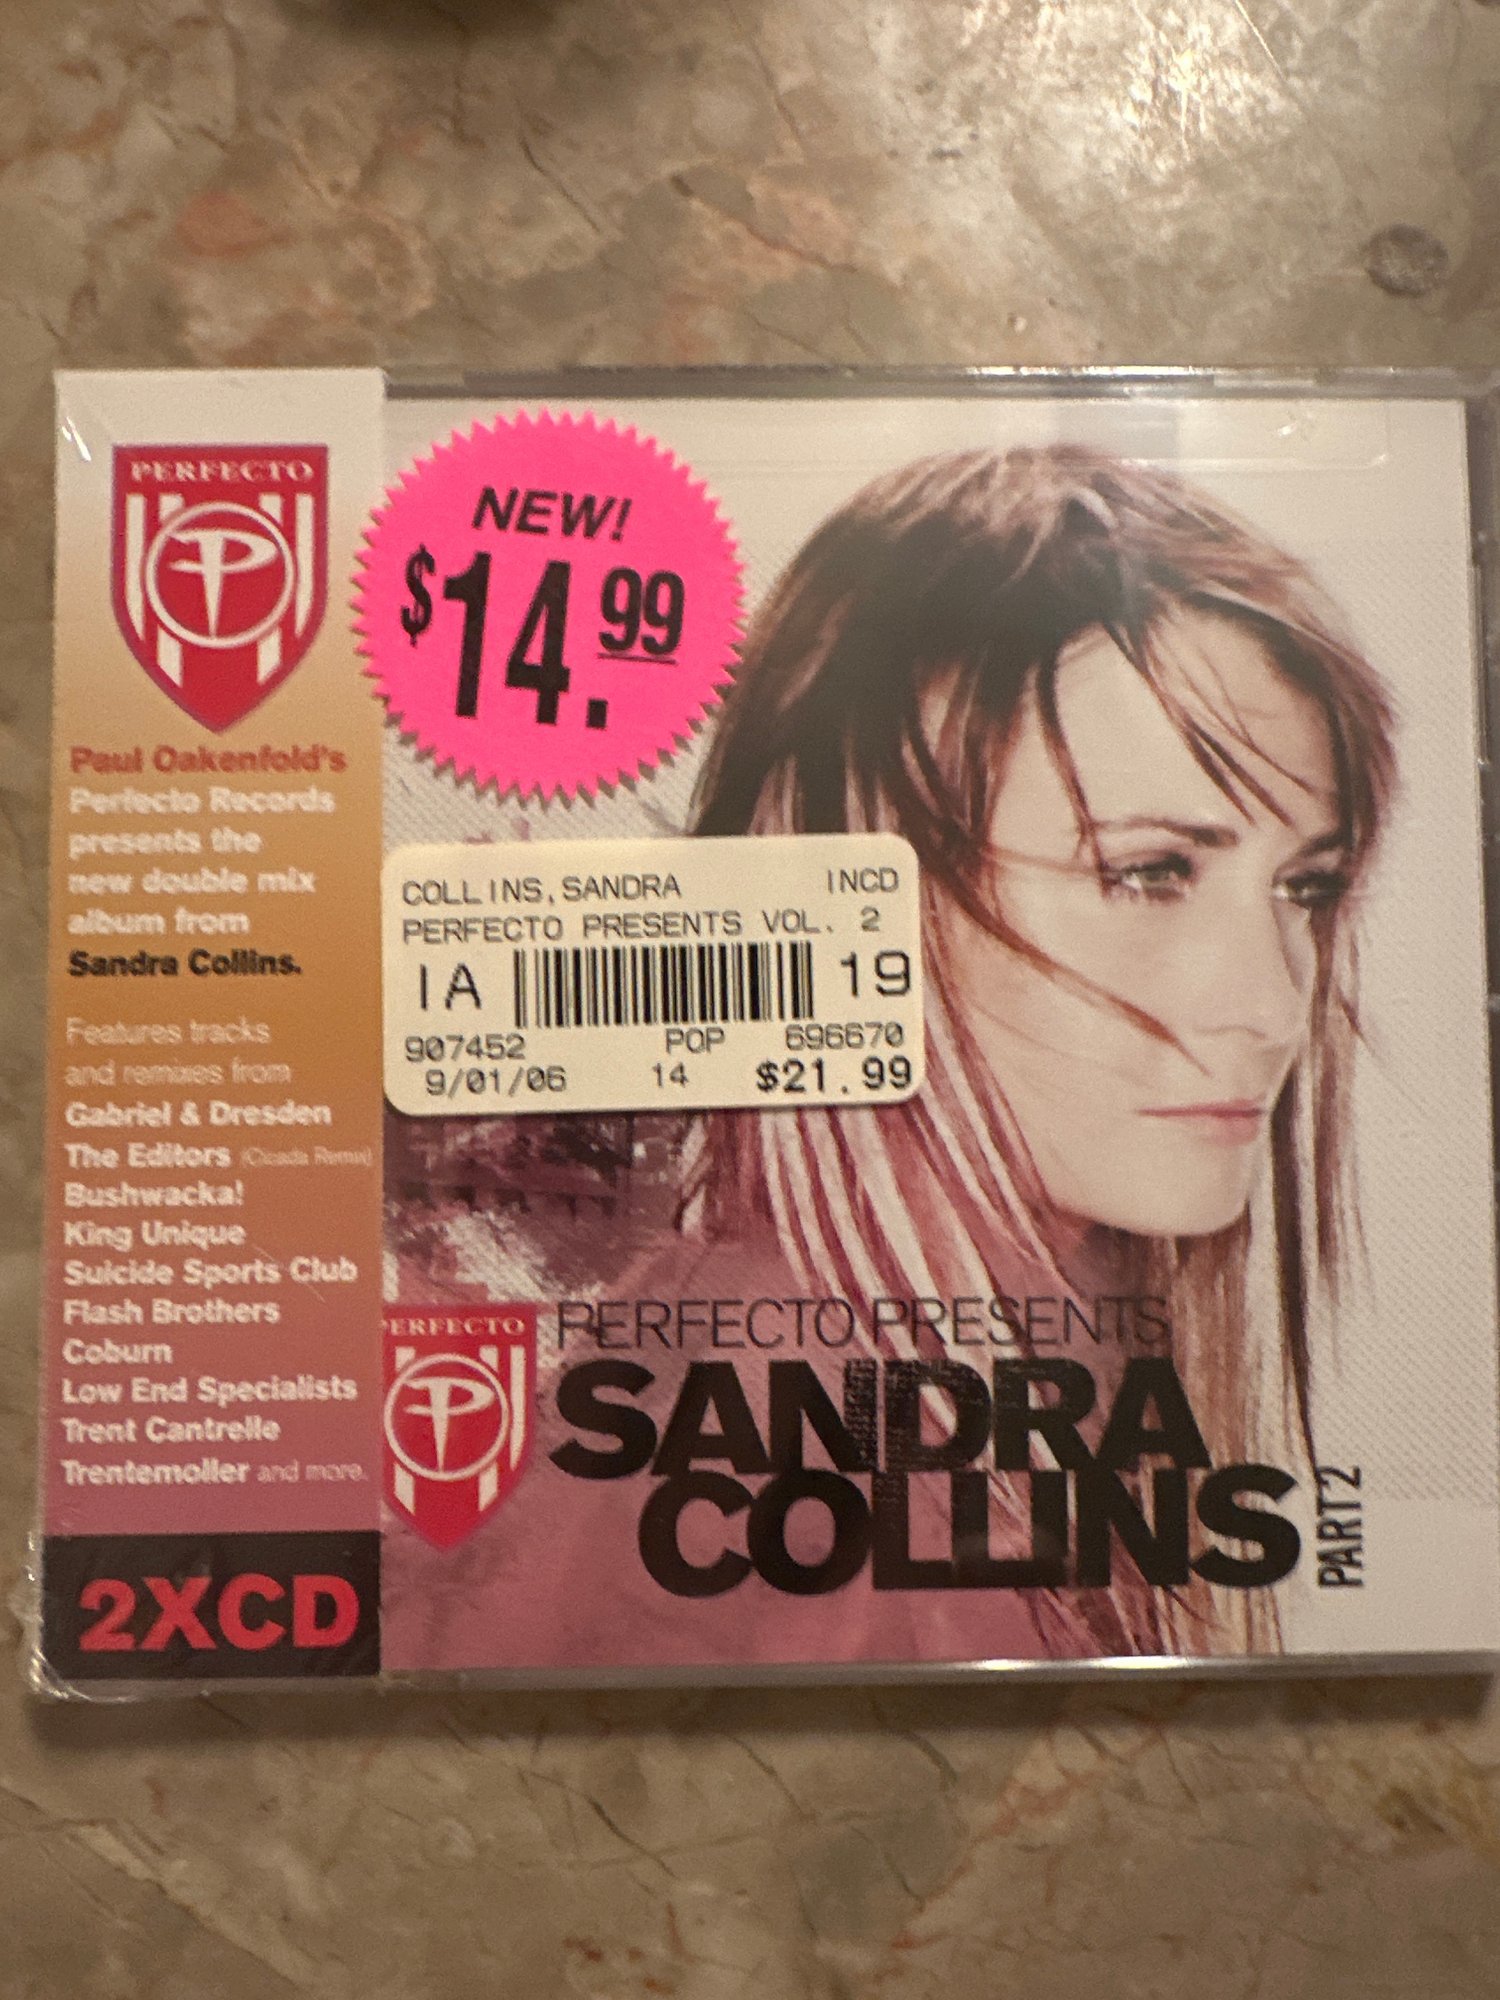 PERFECTO
P
Paul Oakenfold's
Perfecto Records
presents the
new double mix
album from
Sandra Collins.
Features tracks
and remixes from
Gabriel & Dresden
The Editors (Cicada Remix)
Bushwacka!
King Unique
Suicide Sports Club
Flash Brothers
Coburn
Low End Specialists
Trent Cantrelle
Trentemoller and more.
2XCD
NEW!
$14.99
COLLINS,SANDRA INCD
PERFECTO PRESENTS VOL. 2
IA 19
907452 POP 696670
9/01/06 14 $21.99
PERFECTO
P
PERFECTO PRESENTS
SANDRA
COLLINS
PART 2